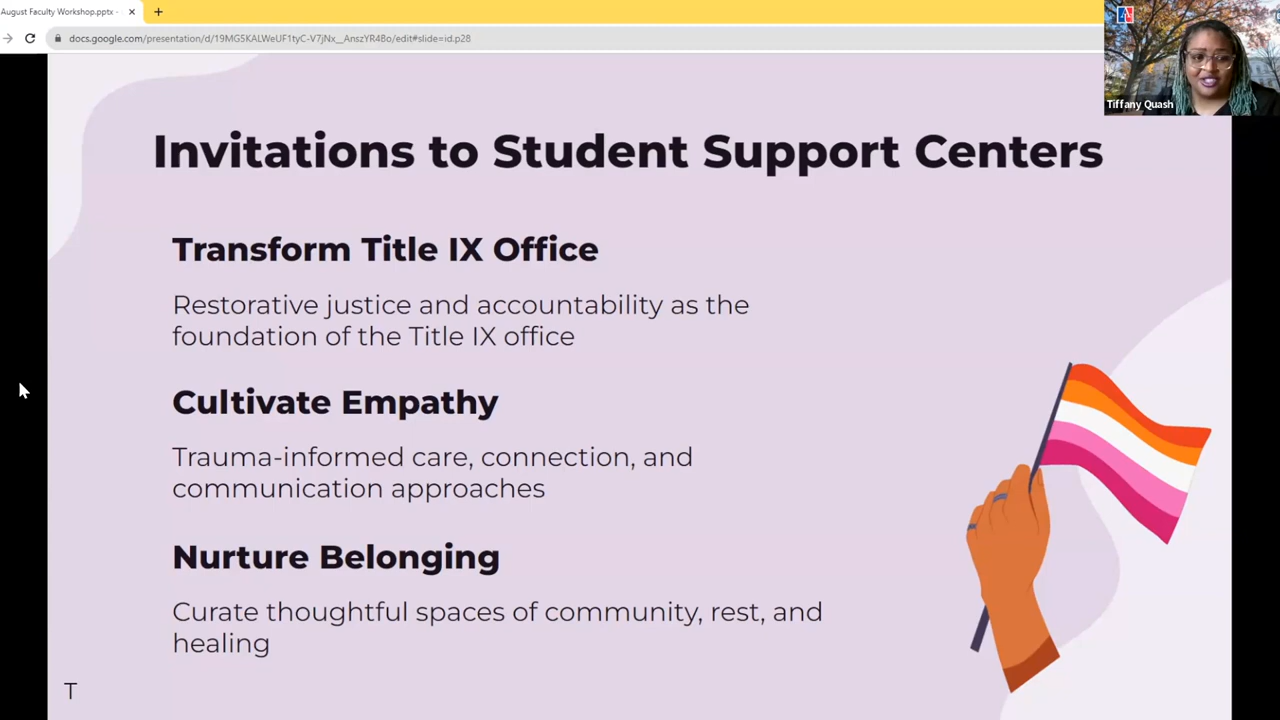 August Faculty Workshop.pptx -
docs.google.com/presentation/d/19MG5KALWeUF1tyC-V7jNx__AnszYR4Bo/edit#slide=id.p28
Tiffany Quash
Invitations to Student Support Centers
Transform Title IX Office
Restorative justice and accountability as the
foundation of the Title IX office
Cultivate Empathy
Trauma-informed care, connection, and
communication approaches
Nurture Belonging
Curate thoughtful spaces of community, rest, and
healing
T